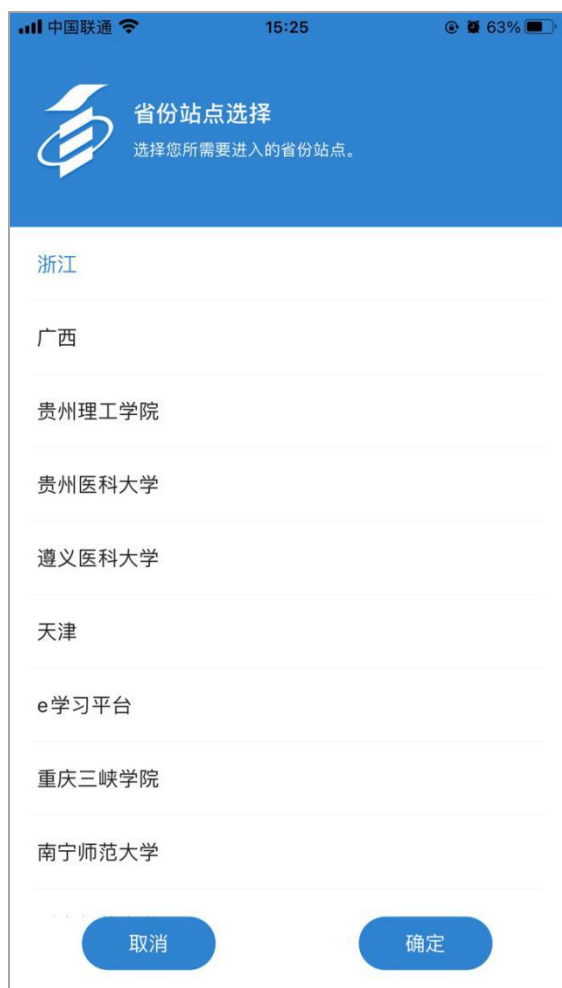 中国联通
15:25
63%
省份站点选择
选择您所需要进入的省份站点。
浙江
广西
贵州理工学院
贵州医科大学
遵义医科大学
天津
e学习平台
重庆三峡学院
南宁师范大学
取消
确定